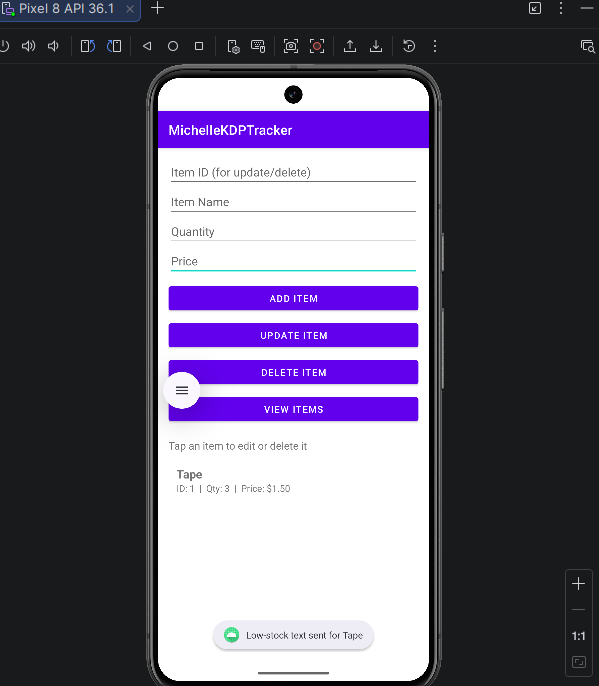 Pixel 8 API 36.1
MichelleKDPTracker
Item ID (for update/delete)
Item Name
Quantity
Price
ADD ITEM
UPDATE ITEM
DELETE ITEM
VIEW ITEMS
Tap an item to edit or delete it
Tape
ID: 1 | Qty: 3 | Price: $1.50
Low-stock text sent for Tape
1:1